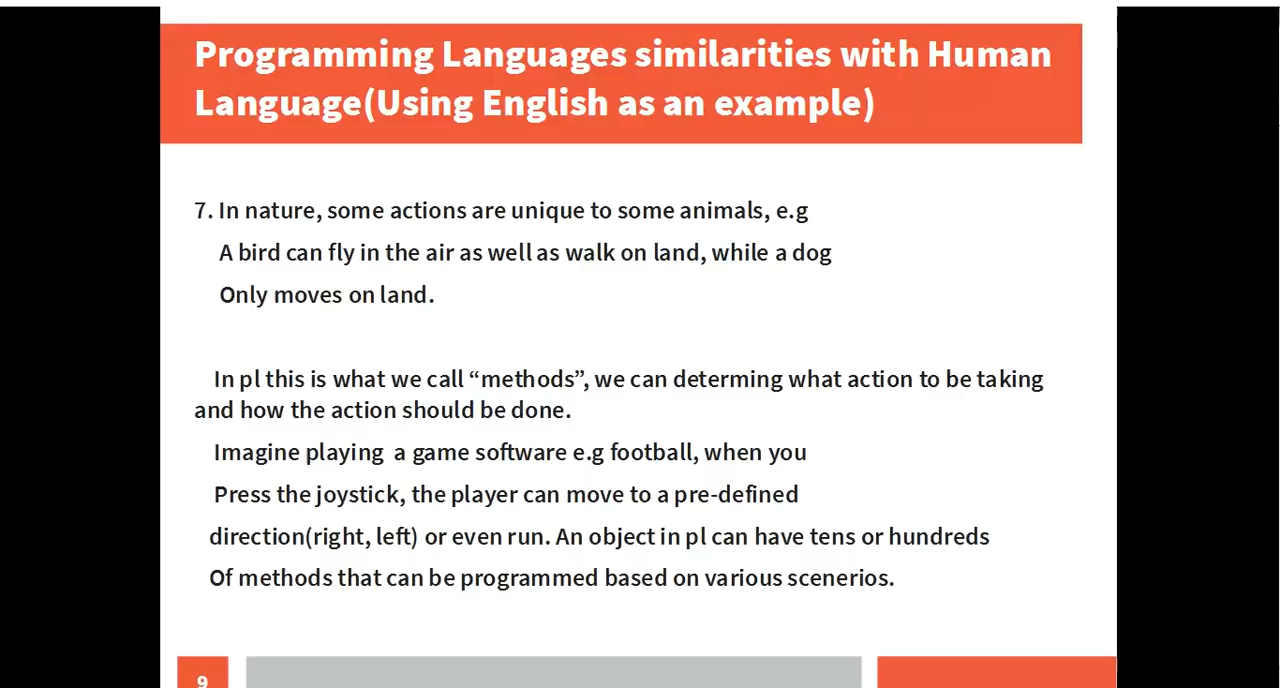 Programming Languages similarities with Human
Language(Using English as an example)
7. In nature, some actions are unique to some animals, e.g
A bird can fly in the air as well as walk on land, while a dog
Only moves on land.
In pl this is what we call “methods”, we can determing what action to be taking
and how the action should be done.
Imagine playing a game software e.g football, when you
Press the joystick, the player can move to a pre-defined
direction(right, left) or even run. An object in pl can have tens or hundreds
Of methods that can be programmed based on various scenerios.
9